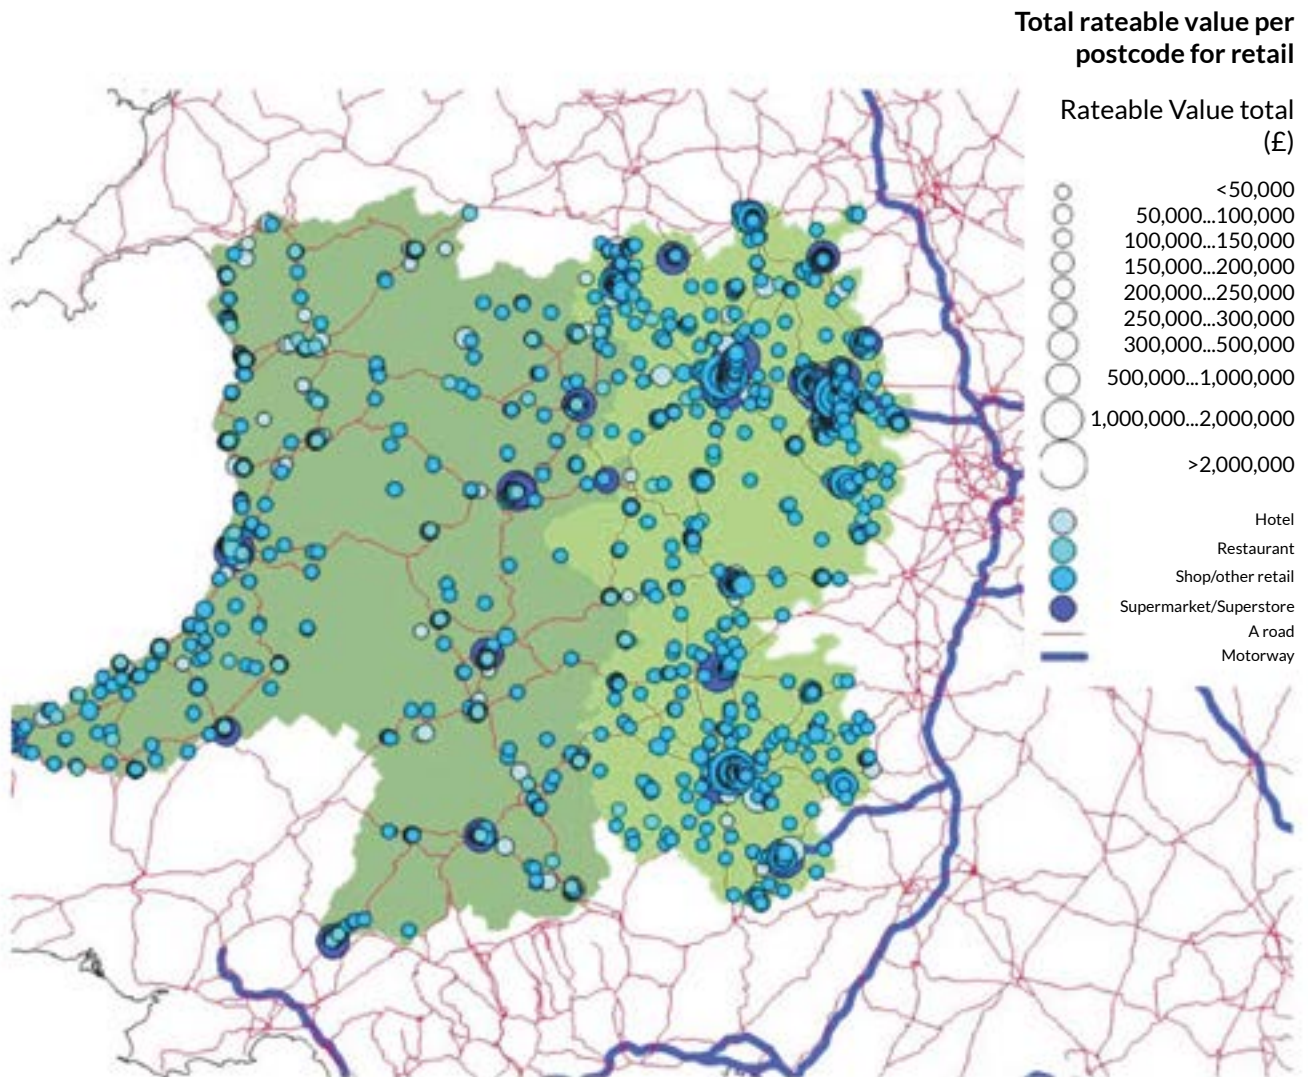 Total rateable value per
postcode for retail
Rateable Value total
(£)
<50,000
50,000...100,000
100,000...150,000
150,000...200,000
200,000...250,000
250,000...300,000
300,000...500,000
500,000...1,000,000
1,000,000...2,000,000
>2,000,000
Hotel
Restaurant
Shop/other retail
Supermarket/Superstore
A road
Motorway